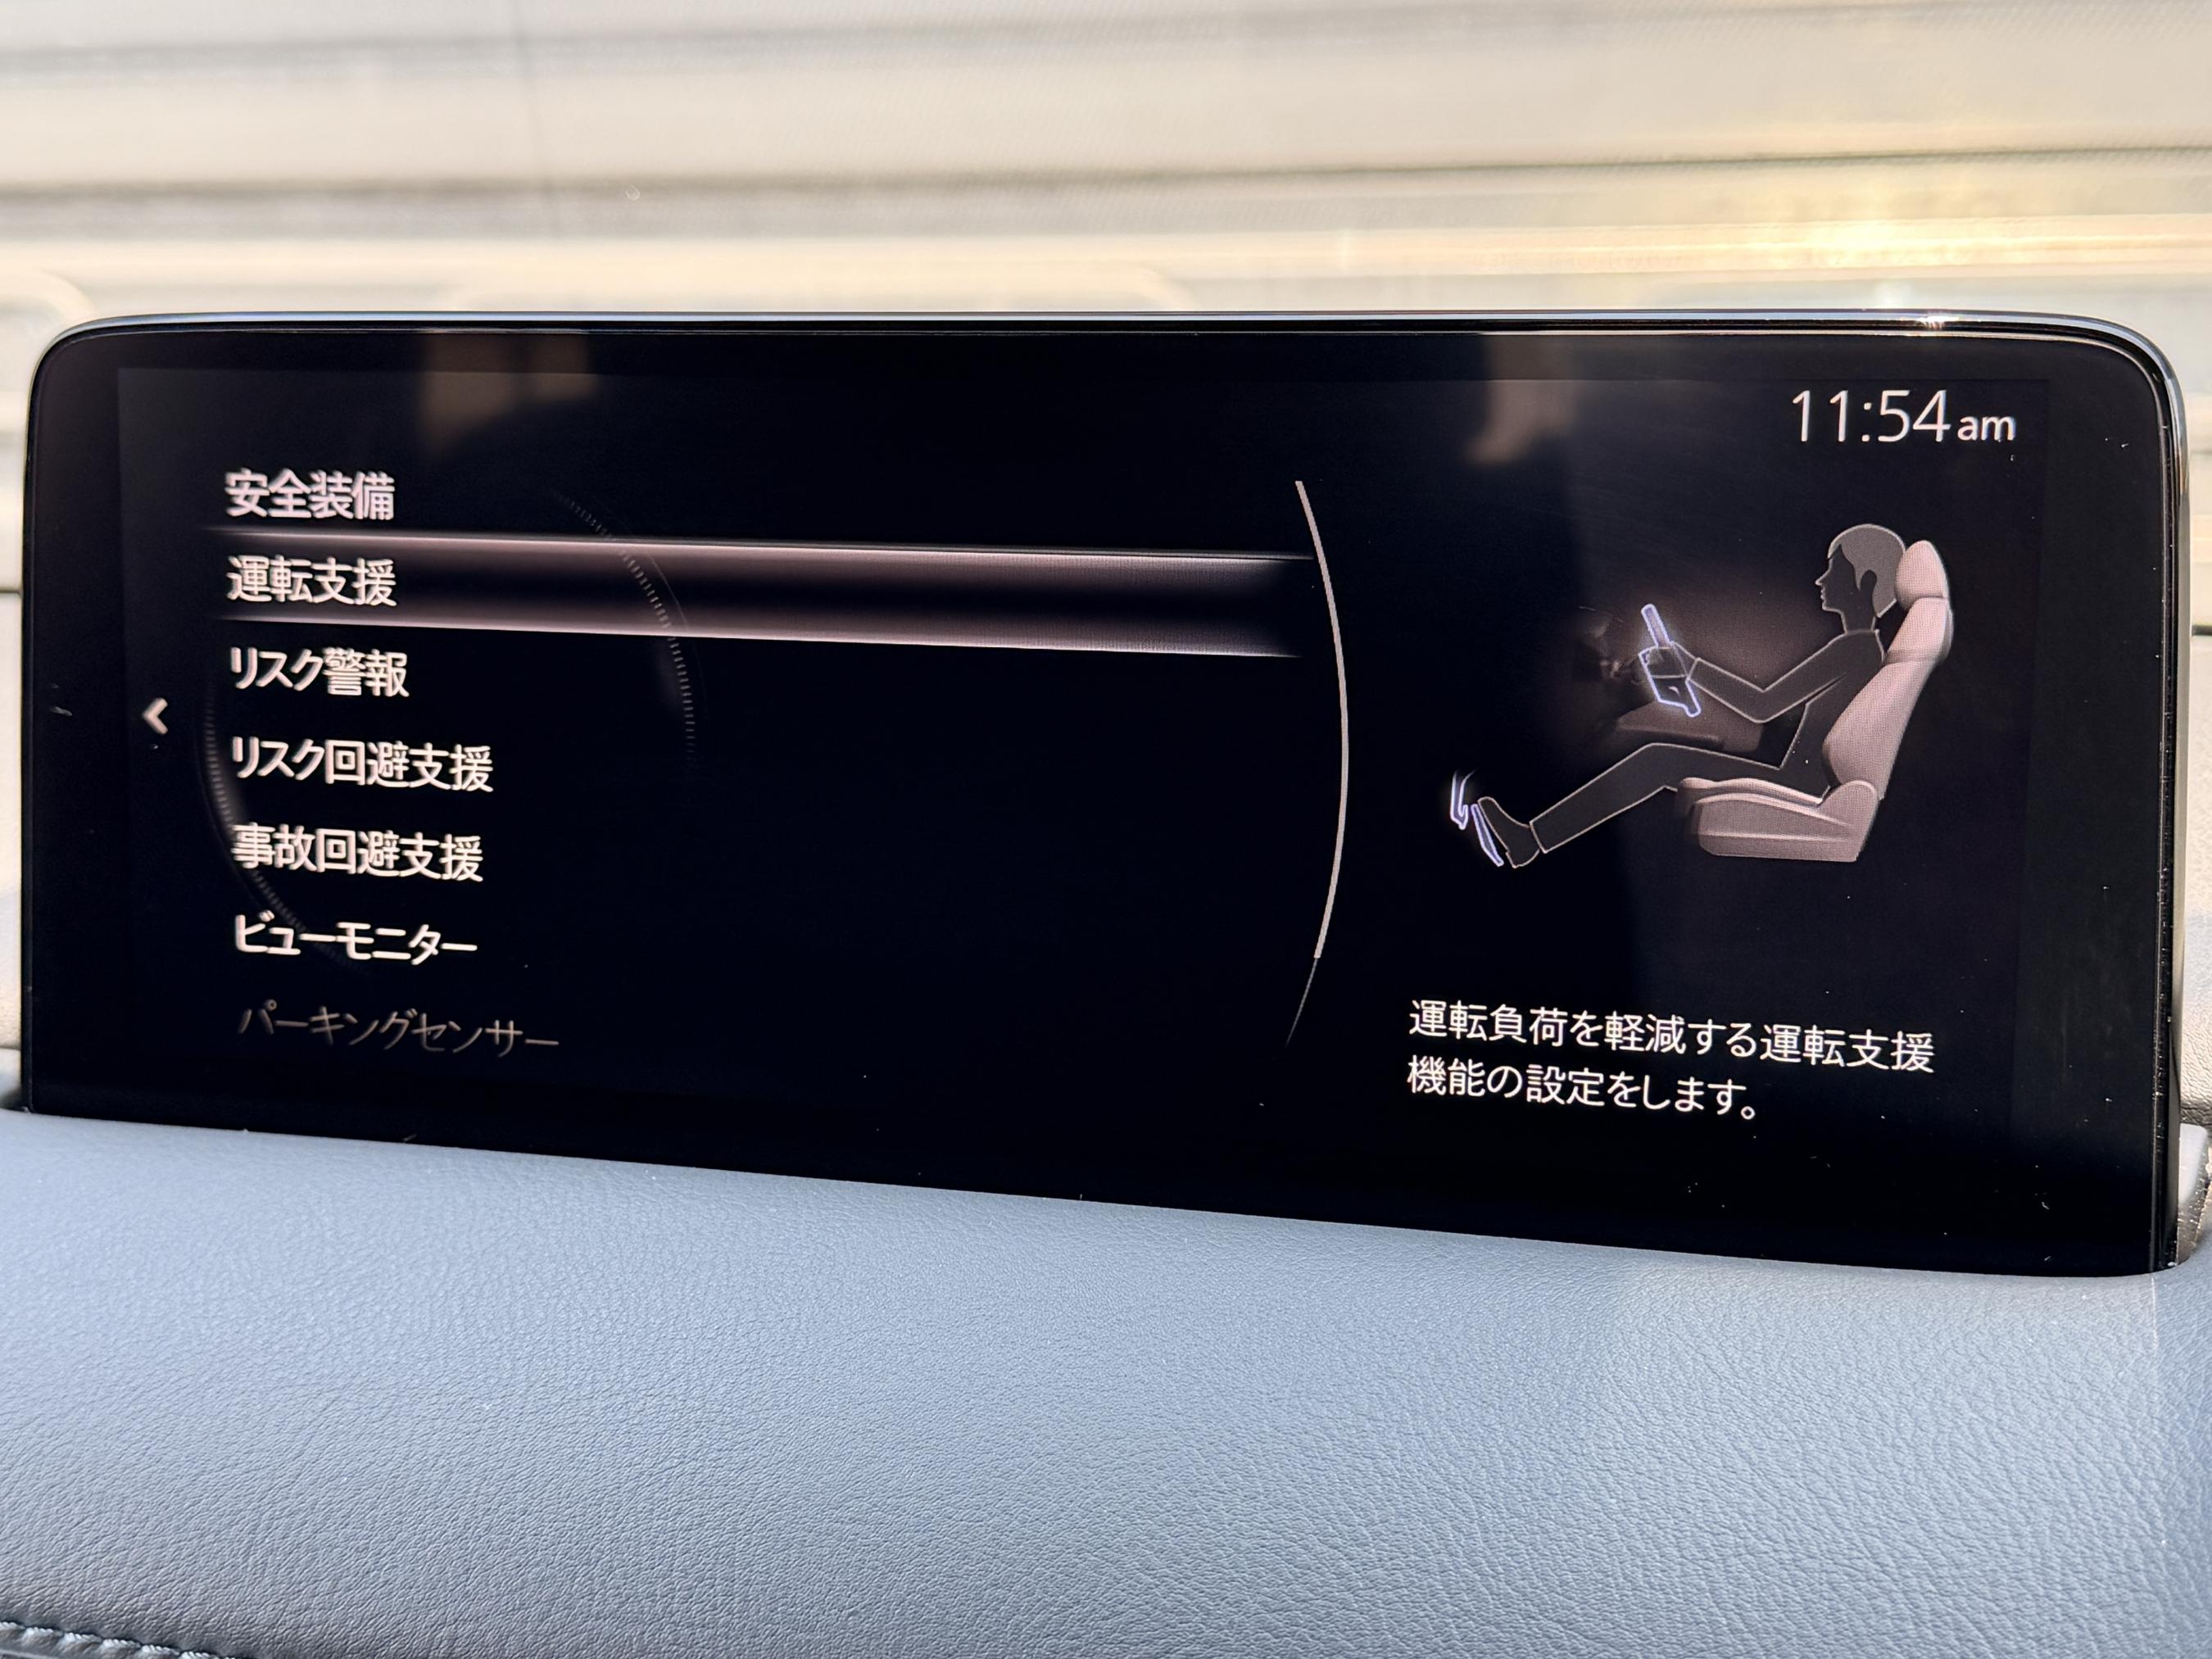 11:54am
安全装備
運転支援
リスク警報
リスク回避支援
事故回避支援
ビューモニター
パーキングセンサー
運転負荷を軽減する運転支援
機能の設定をします。